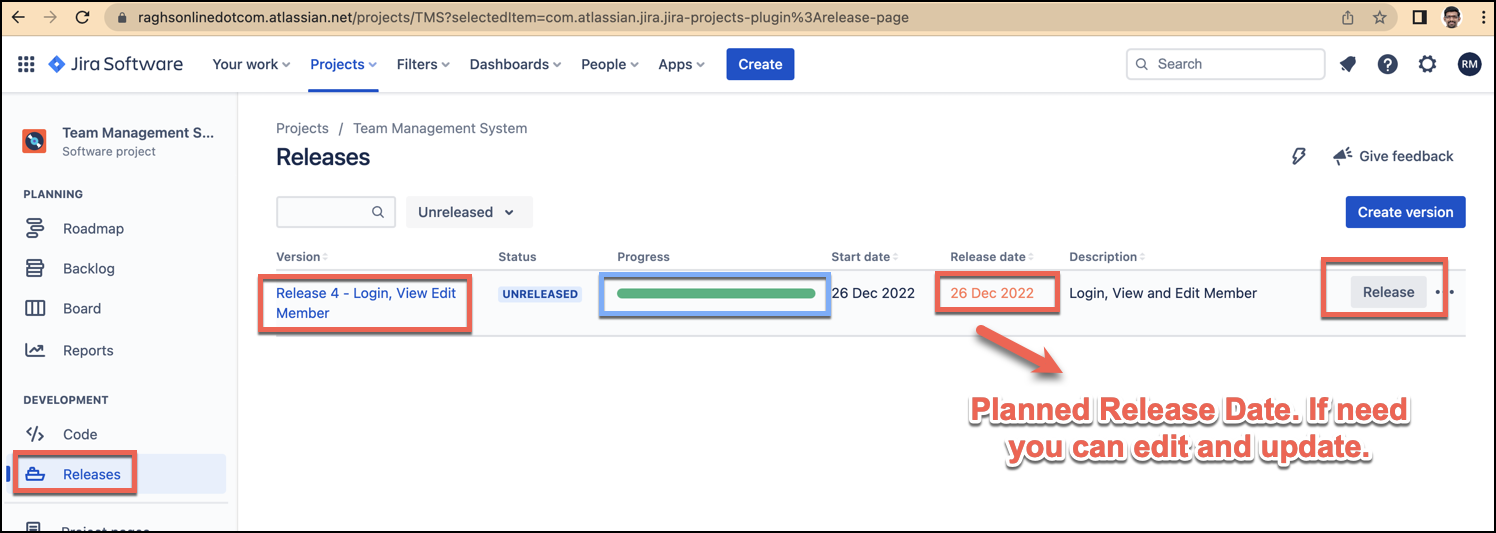 raghsonlinedotcom.atlassian.net/projects/TMS?selectedItem=com.atlassian.jira.jira-projects-plugin%3Arelease-page
Jira Software Your work Projects Filters Dashboards People Apps Create Search RM
Team Management S...
Software project
PLANNING
Roadmap
Backlog
Board
Reports
DEVELOPMENT
Code
Releases
Project pages
Projects / Team Management System
Releases
Give feedback
Unreleased
Create version
Version Status Progress Start date Release date Description
Release 4 - Login, View Edit Member UNRELEASED 26 Dec 2022 26 Dec 2022 Login, View and Edit Member Release
Planned Release Date. If need
you can edit and update.